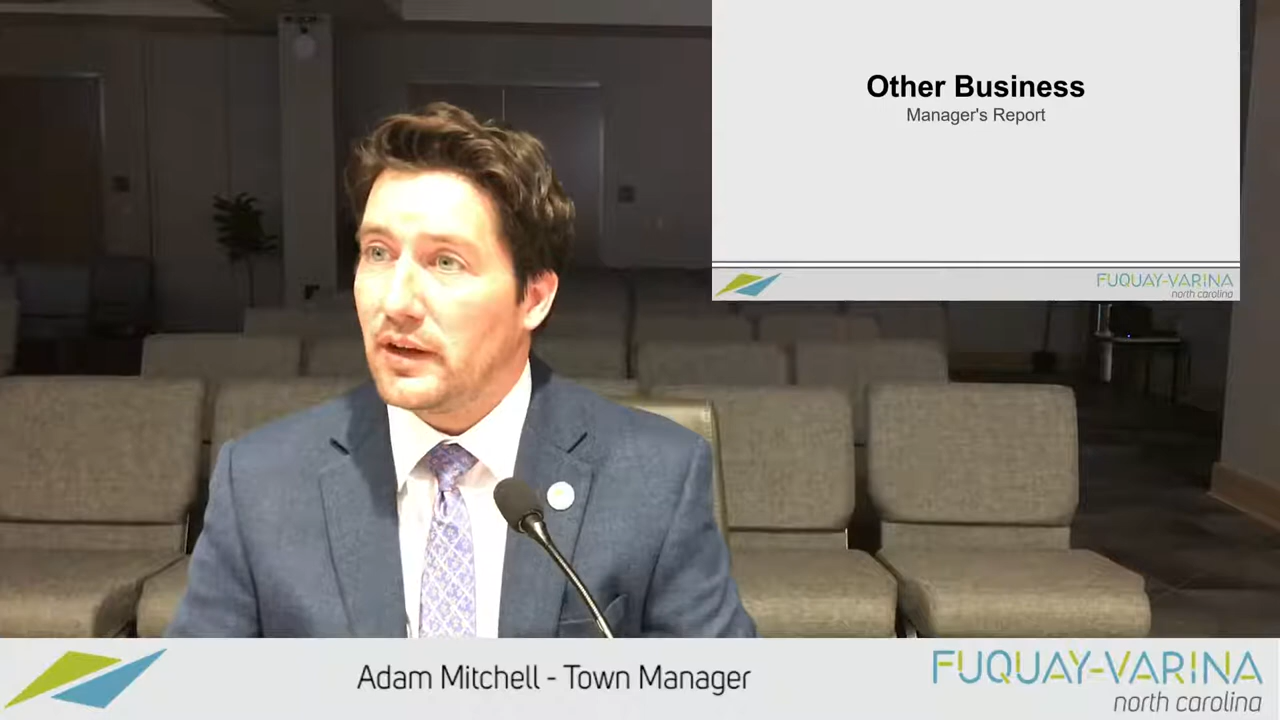 Other Business
Manager's Report
FUQUAY-VARINA
north carolina
Adam Mitchell - Town Manager
FUQUAY-VARINA
north carolina